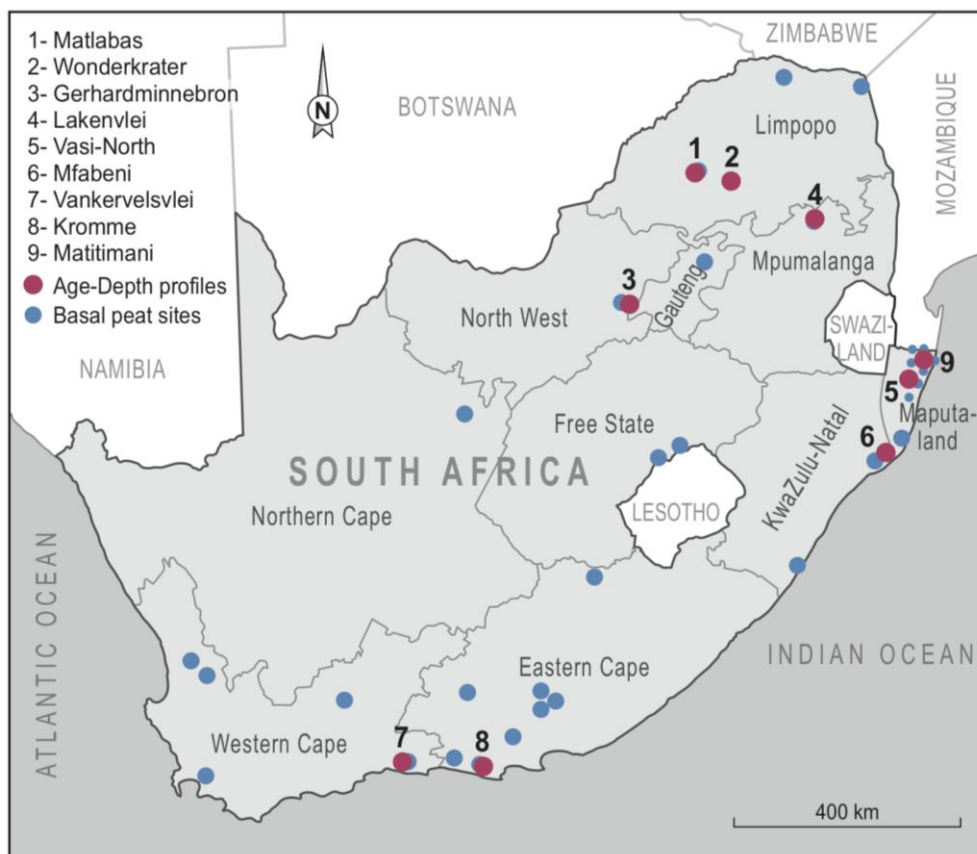 1- Matlabas
2- Wonderkrater
3- Gerhardminnebron
4- Lakenvlei
5- Vasi-North
6- Mfabeni
7- Vankervelsvlei
8- Kromme
9- Matitimani
Age-Depth profiles
Basal peat sites
N
ZIMBABWE
BOTSWANA
MOZAMBIQUE
Limpopo
1
2
4
Mpumalanga
3
Gauteng
North West
SWAZI-
LAND
NAMIBIA
9
5
Maputa-
land
Free State
6
KwaZulu-Natal
SOUTH AFRICA
LESOTHO
Northern Cape
ATLANTIC OCEAN
INDIAN OCEAN
Eastern Cape
Western Cape
7
8
400 km